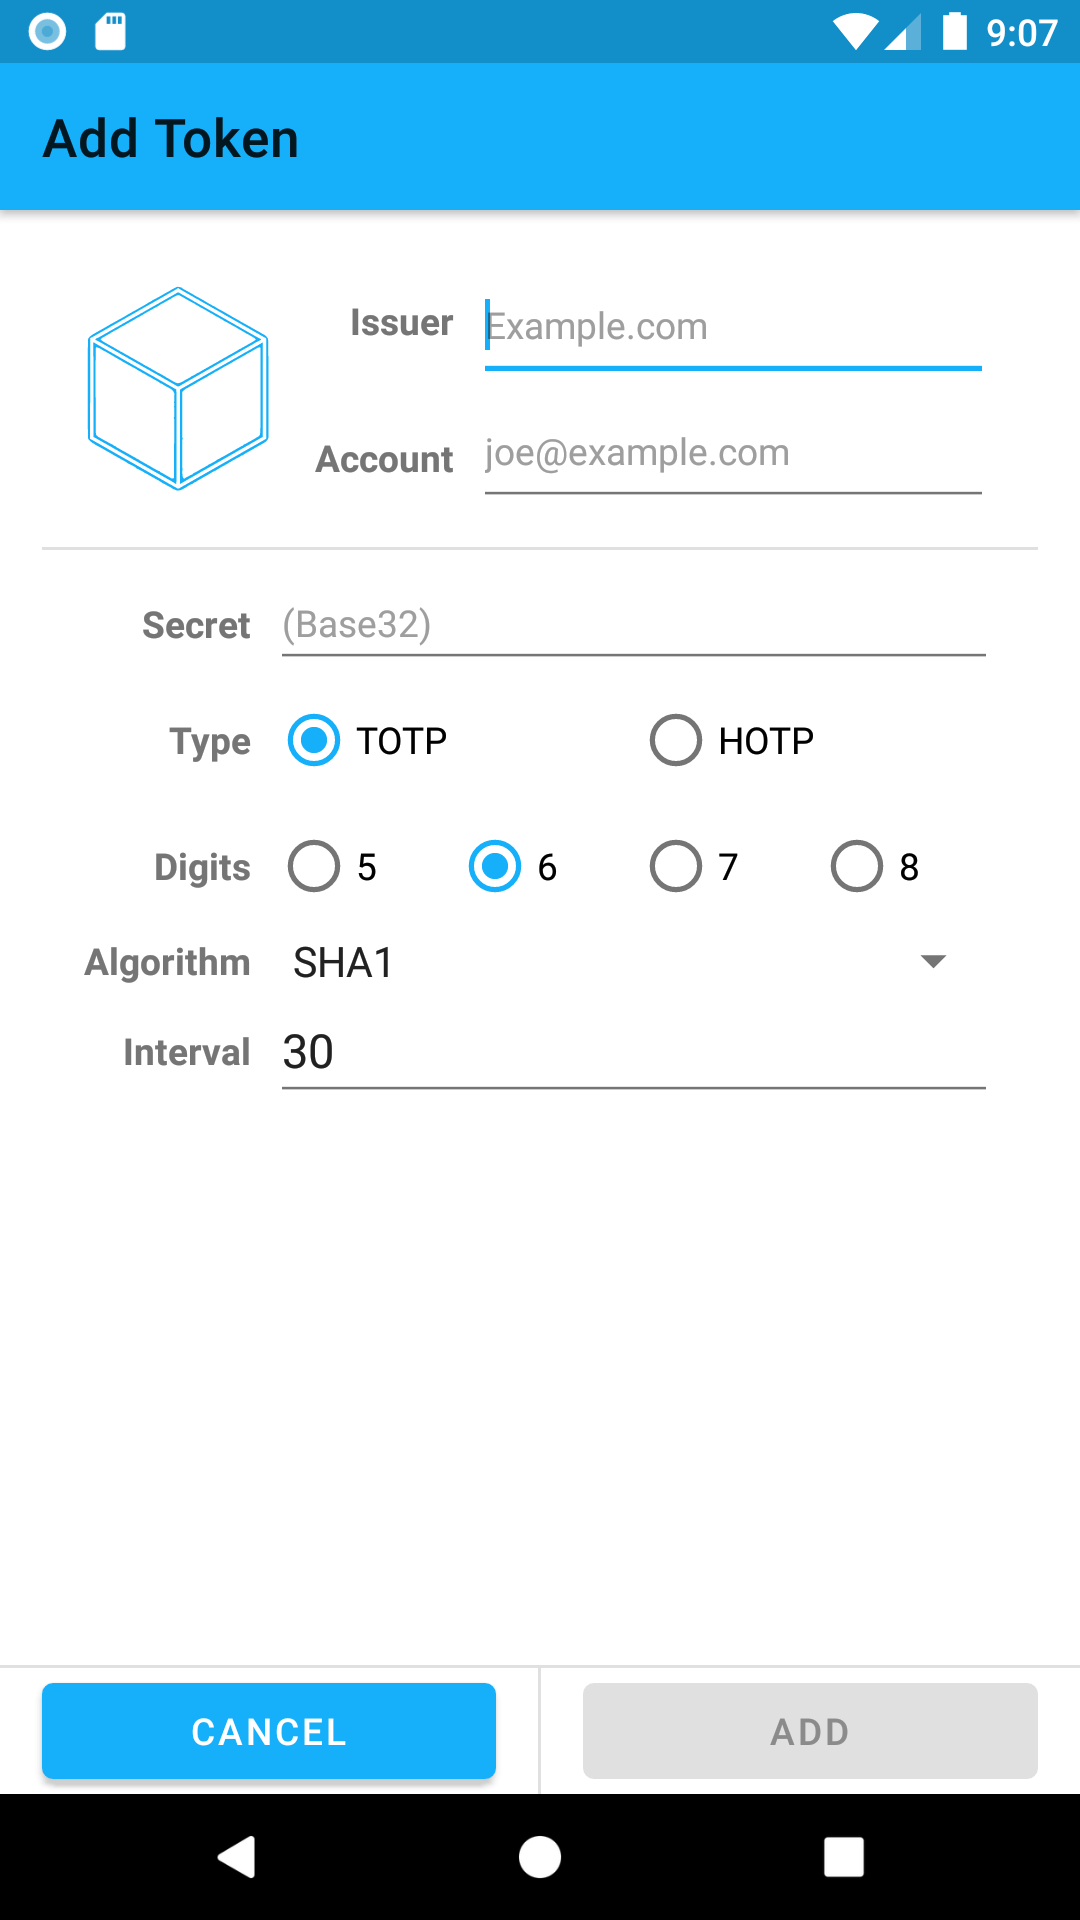 9:07
Add Token
Issuer Example.com
Account joe@example.com
Secret (Base32)
Type TOTP HOTP
Digits 5 6 7 8
Algorithm SHA1
Interval 30
CANCEL ADD